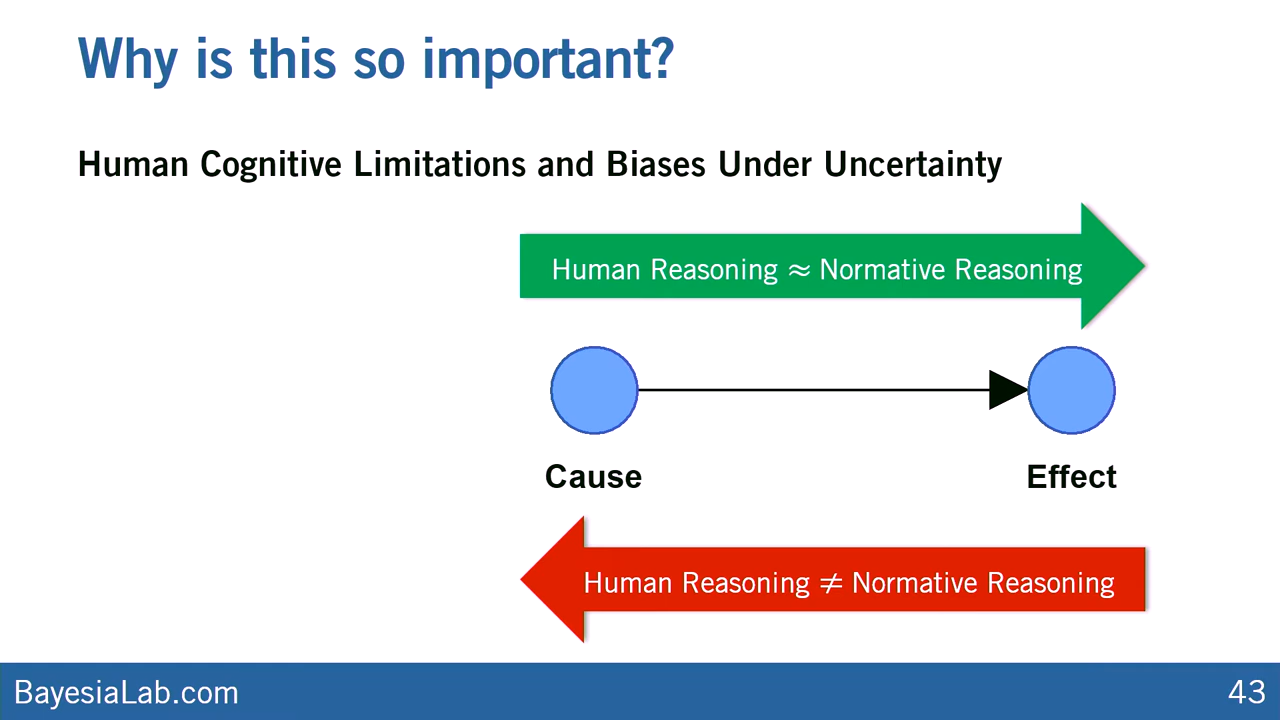 Why is this so important?
Human Cognitive Limitations and Biases Under Uncertainty
Human Reasoning ≈ Normative Reasoning
Cause
Effect
Human Reasoning ≠ Normative Reasoning
BayesiaLab.com
43